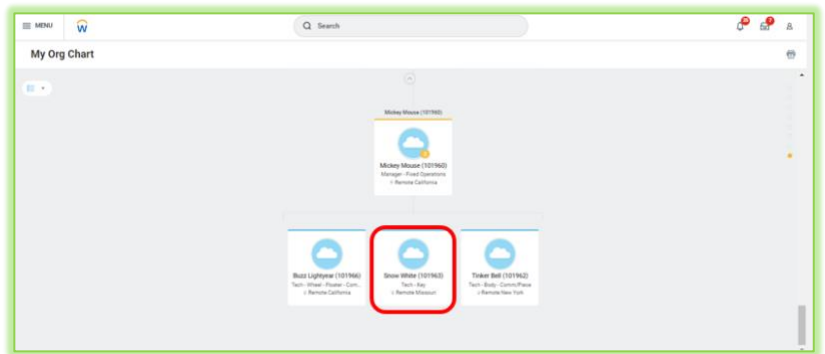 MENU
W
Search
My Org Chart
Mickey Mouse (101960)
Mickey Mouse (101960)
Manager - Fixed Operations
Remote California
Buzz Lightyear (101966)
Tech - Wheel - Floater - Com...
Remote California
Snow White (101963)
Tech - Key
Remote Missouri
Tinker Bell (101962)
Tech - Body - Comm/Piece
Remote New York